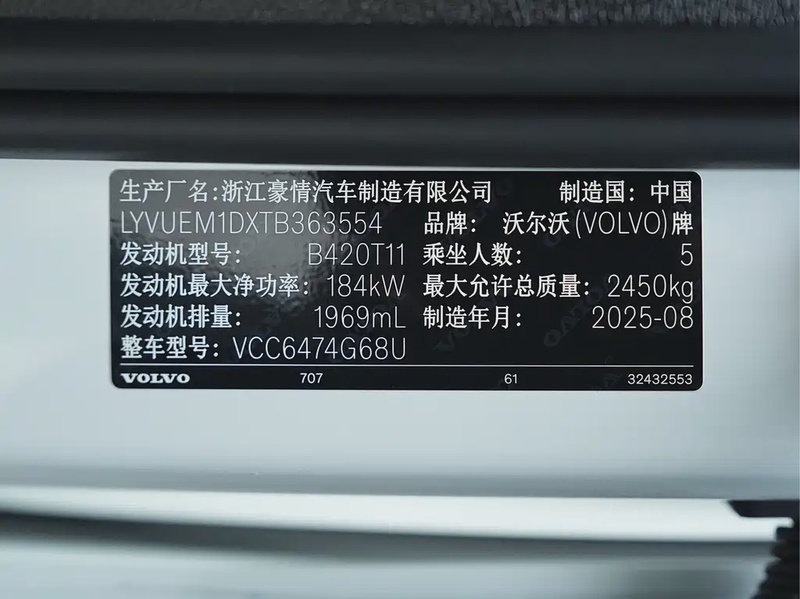 生产厂名:浙江豪情汽车制造有限公司 制造国: 中国
LYVUEM1DXTB363554 品牌: 沃尔沃(VOLVO)牌
发动机型号: B420T11 乘坐人数: 5
发动机最大净功率: 184kW 最大允许总质量: 2450kg
发动机排量: 1969mL 制造年月: 2025-08
整车型号: VCC6474G68U
VOLVO 707 61 32432553